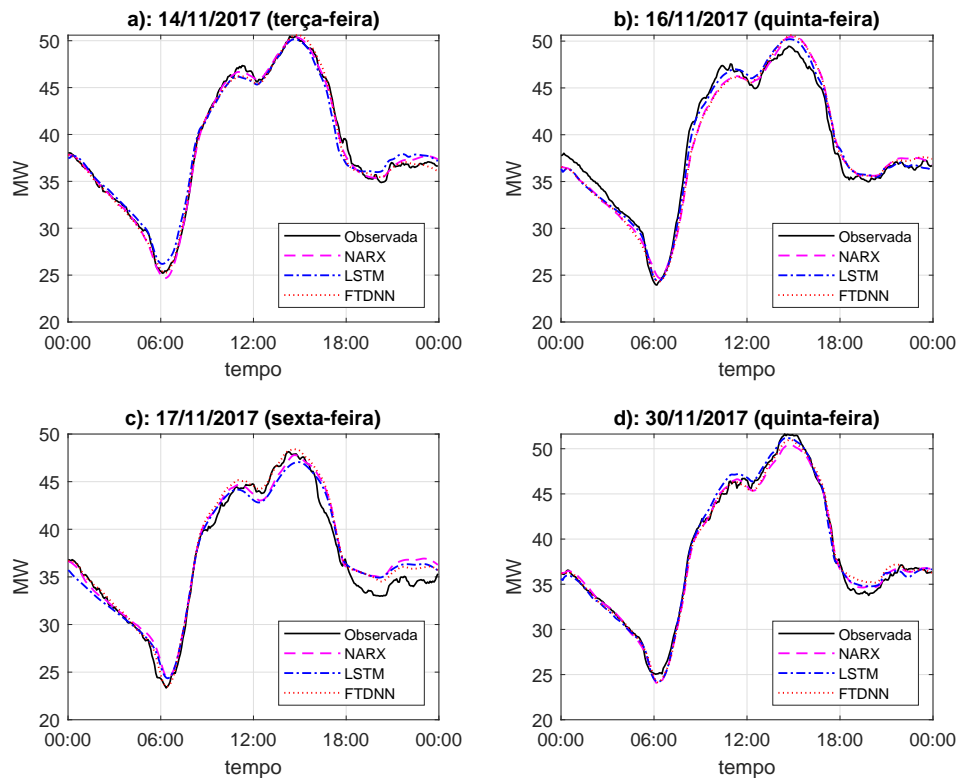 a): 14/11/2017 (terça-feira)
50
45
40
35
30
25
20
MW
00:00 06:00 12:00 18:00 00:00
tempo
Observada
NARX
LSTM
FTDNN
b): 16/11/2017 (quinta-feira)
50
45
40
35
30
25
20
MW
00:00 06:00 12:00 18:00 00:00
tempo
Observada
NARX
LSTM
FTDNN
c): 17/11/2017 (sexta-feira)
50
45
40
35
30
25
20
MW
00:00 06:00 12:00 18:00 00:00
tempo
Observada
NARX
LSTM
FTDNN
d): 30/11/2017 (quinta-feira)
50
45
40
35
30
25
20
MW
00:00 06:00 12:00 18:00 00:00
tempo
Observada
NARX
LSTM
FTDNN